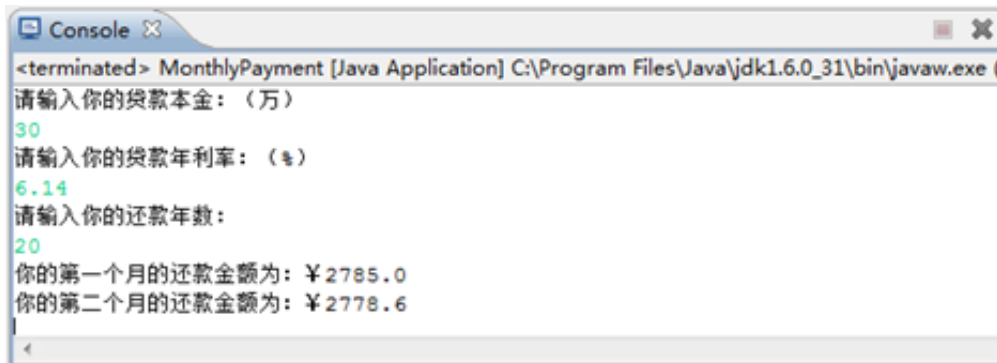 Console
<terminated> MonthlyPayment [Java Application] C:\Program Files\Java\jdk1.6.0_31\bin\javaw.exe (
请输入你的贷款本金：（万）
30
请输入你的贷款年利率：（%）
6.14
请输入你的还款年数：
20
你的第一个月的还款金额为：￥2785.0
你的第二个月的还款金额为：￥2778.6